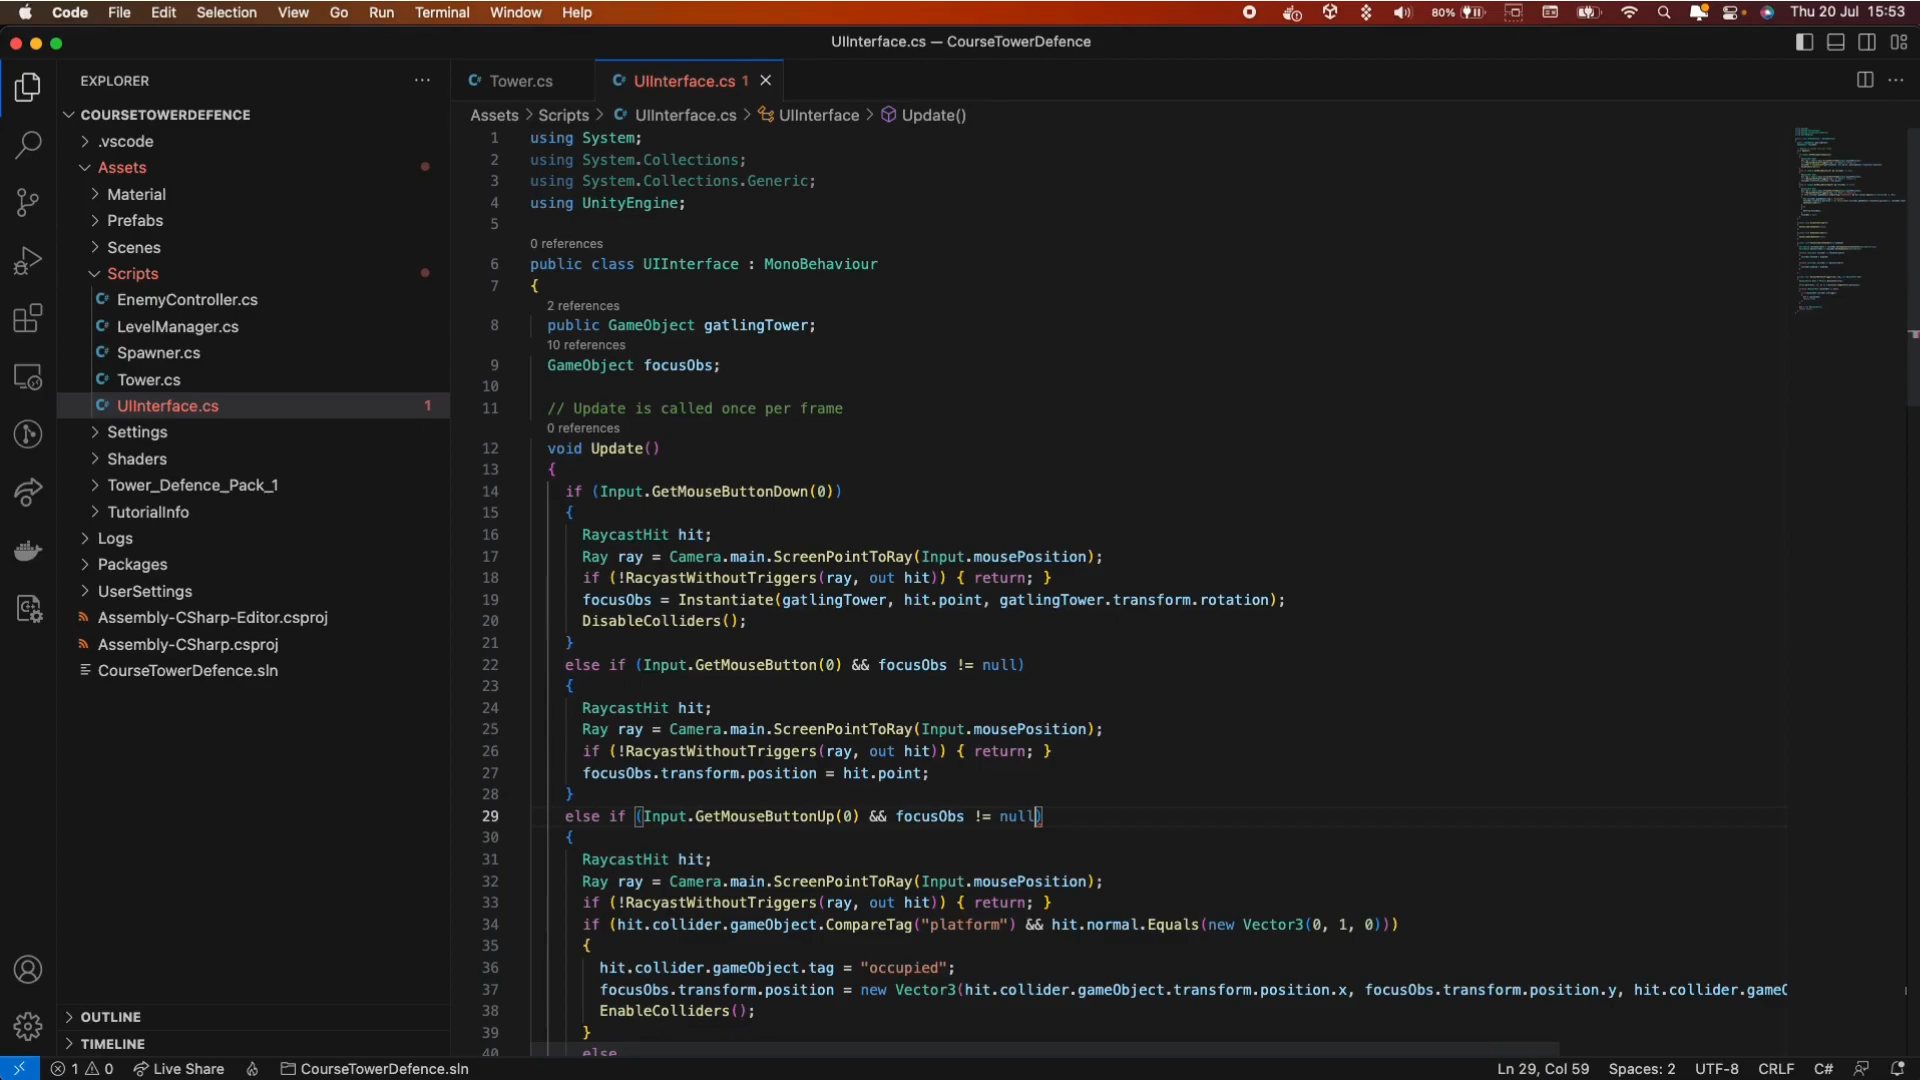 Code File Edit Selection View Go Run Terminal Window Help 80% Thu 20 Jul 15:53
UIInterface.cs — CourseTowerDefence
EXPLORER
COURSETOWERDEFENCE
.vscode
Assets
Material
Prefabs
Scenes
Scripts
EnemyController.cs
LevelManager.cs
Spawner.cs
Tower.cs
UIInterface.cs 1
Settings
Shaders
Tower_Defence_Pack_1
TutorialInfo
Logs
Packages
UserSettings
Assembly-CSharp-Editor.csproj
Assembly-CSharp.csproj
CourseTowerDefence.sln
OUTLINE
TIMELINE
Tower.cs UIInterface.cs 1
Assets > Scripts > UIInterface.cs > UIInterface > Update()
1 using System;
2 using System.Collections;
3 using System.Collections.Generic;
4 using UnityEngine;
5
0 references
6 public class UIInterface : MonoBehaviour
7 {
2 references
8 public GameObject gatlingTower;
10 references
9 GameObject focusObs;
10
11 // Update is called once per frame
0 references
12 void Update()
13 {
14 if (Input.GetMouseButtonDown(0))
15 {
16 RaycastHit hit;
17 Ray ray = Camera.main.ScreenPointToRay(Input.mousePosition);
18 if (!RacyastWithoutTriggers(ray, out hit)) { return; }
19 focusObs = Instantiate(gatlingTower, hit.point, gatlingTower.transform.rotation);
20 DisableColliders();
21 }
22 else if (Input.GetMouseButton(0) && focusObs != null)
23 {
24 RaycastHit hit;
25 Ray ray = Camera.main.ScreenPointToRay(Input.mousePosition);
26 if (!RacyastWithoutTriggers(ray, out hit)) { return; }
27 focusObs.transform.position = hit.point;
28 }
29 else if (Input.GetMouseButtonUp(0) && focusObs != null)
30 {
31 RaycastHit hit;
32 Ray ray = Camera.main.ScreenPointToRay(Input.mousePosition);
33 if (!RacyastWithoutTriggers(ray, out hit)) { return; }
34 if (hit.collider.gameObject.CompareTag("platform") && hit.normal.Equals(new Vector3(0, 1, 0)))
35 {
36 hit.collider.gameObject.tag = "occupied";
37 focusObs.transform.position = new Vector3(hit.collider.gameObject.transform.position.x, focusObs.transform.position.y, hit.collider.gameO
38 EnableColliders();
39 }
40 else
1 0 Live Share CourseTowerDefence.sln Ln 29, Col 59 Spaces: 2 UTF-8 CRLF C#